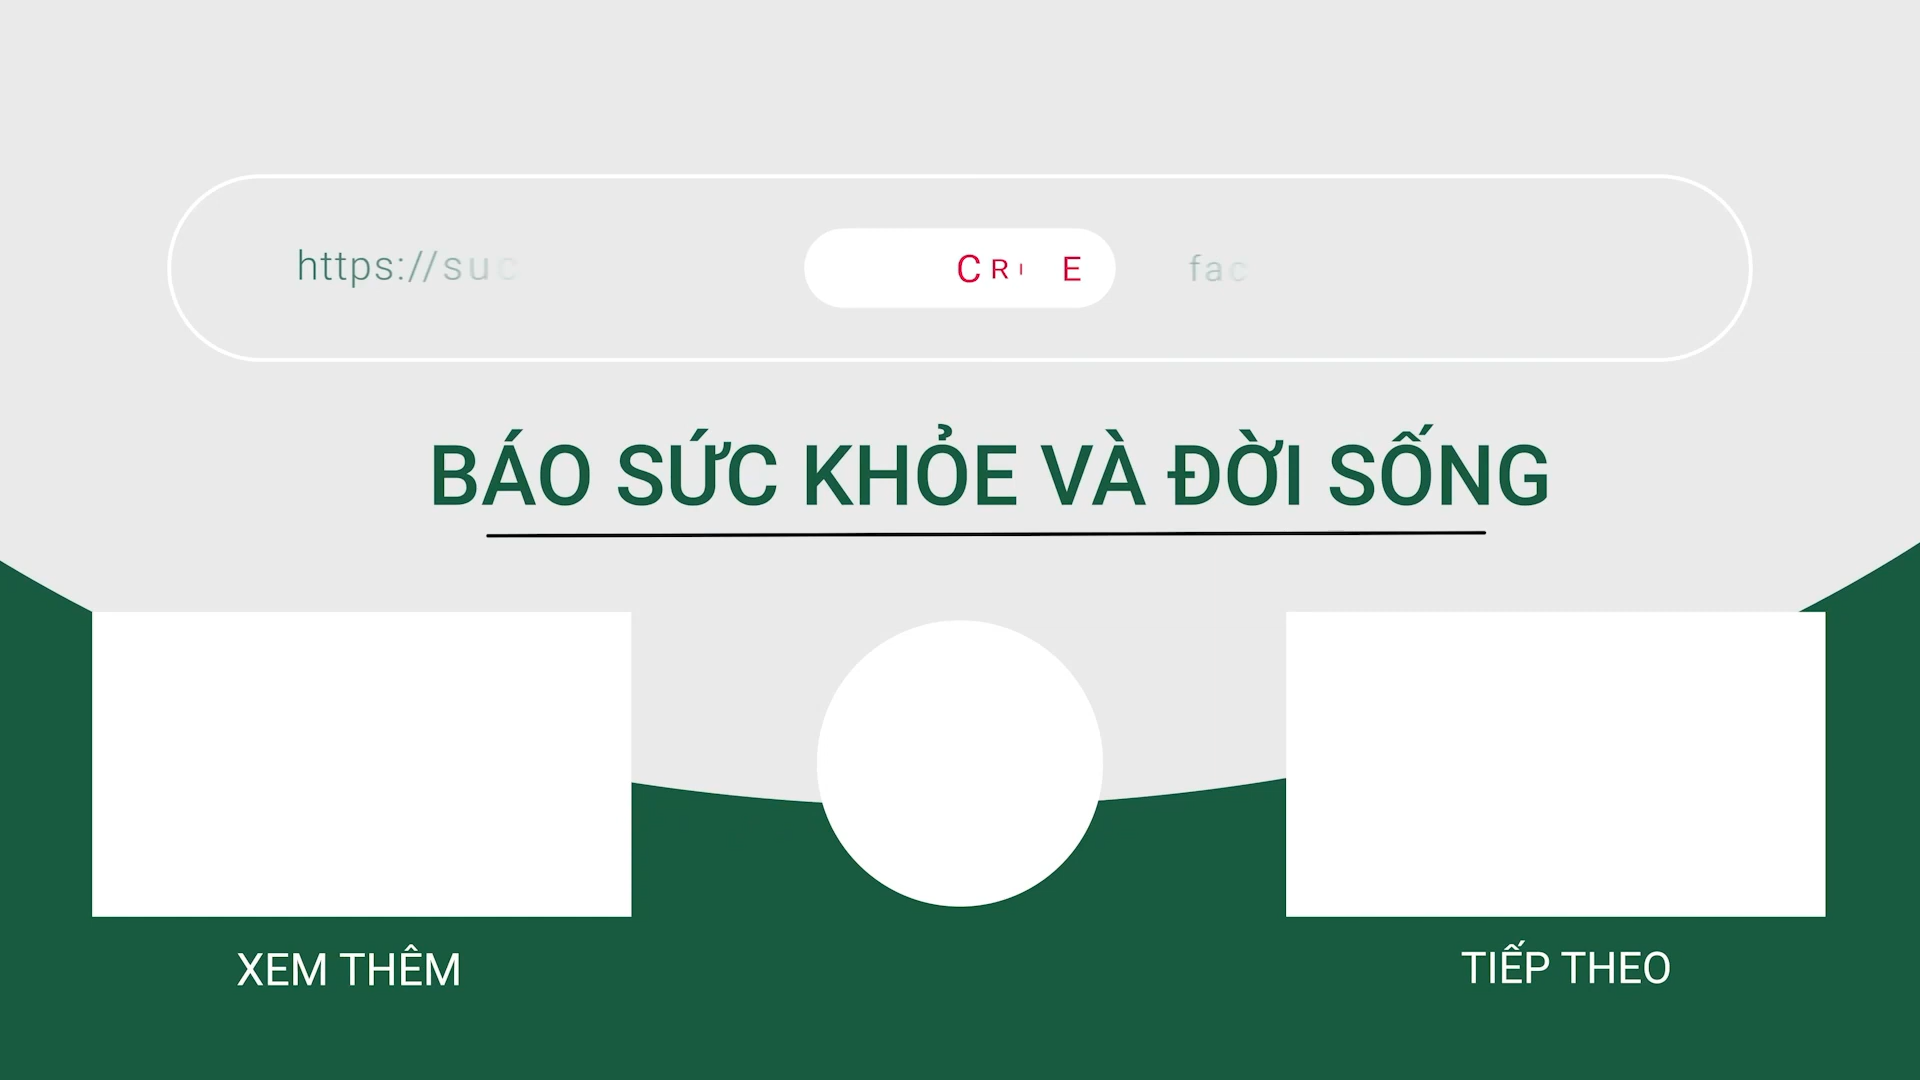 https://suc
C R I E
fac
BÁO SỨC KHỎE VÀ ĐỜI SỐNG
XEM THÊM
TIẾP THEO